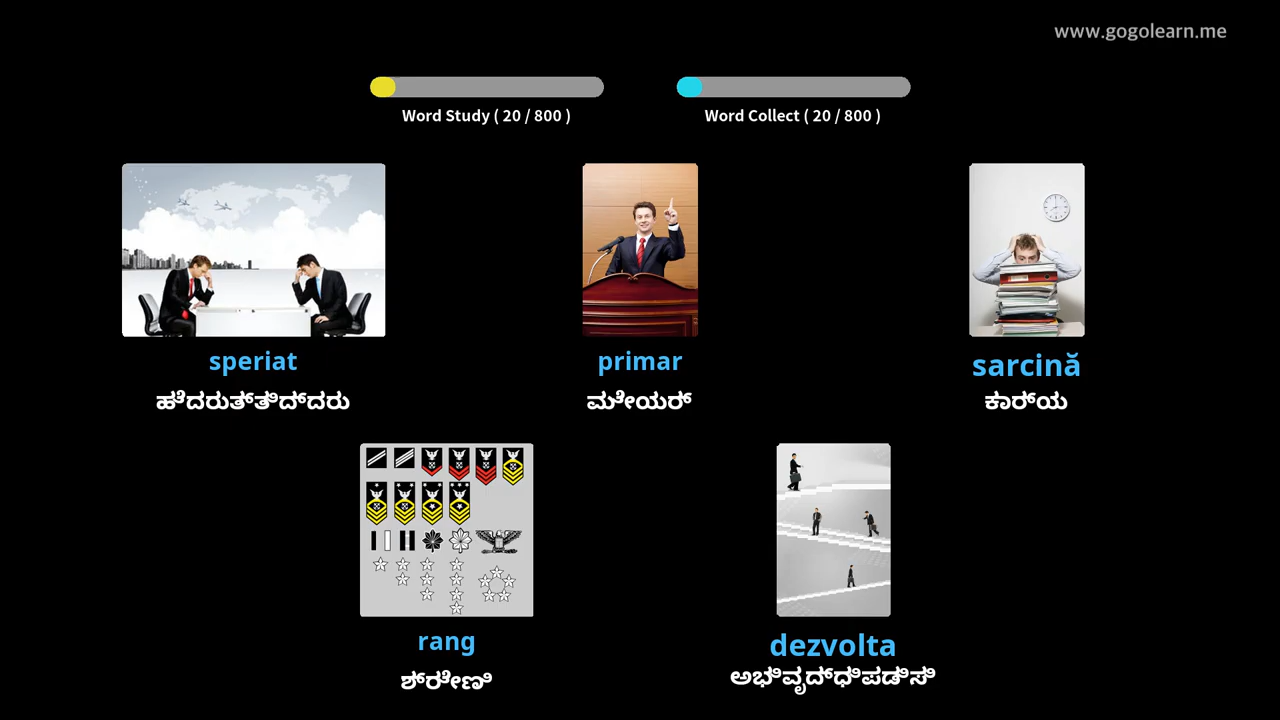 www.gogolearn.me
Word Study ( 20 / 800 )
Word Collect ( 20 / 800 )
speriat
primar
sarcină
ಹೆದರುತ್ತಿದ್ದರು
ಮೇಯರ್
ಕಾರ್ಯ
rang
dezvolta
ಶ್ರೇಣಿ
ಅಭಿವೃದ್ಧಿಪಡಿಸಿ